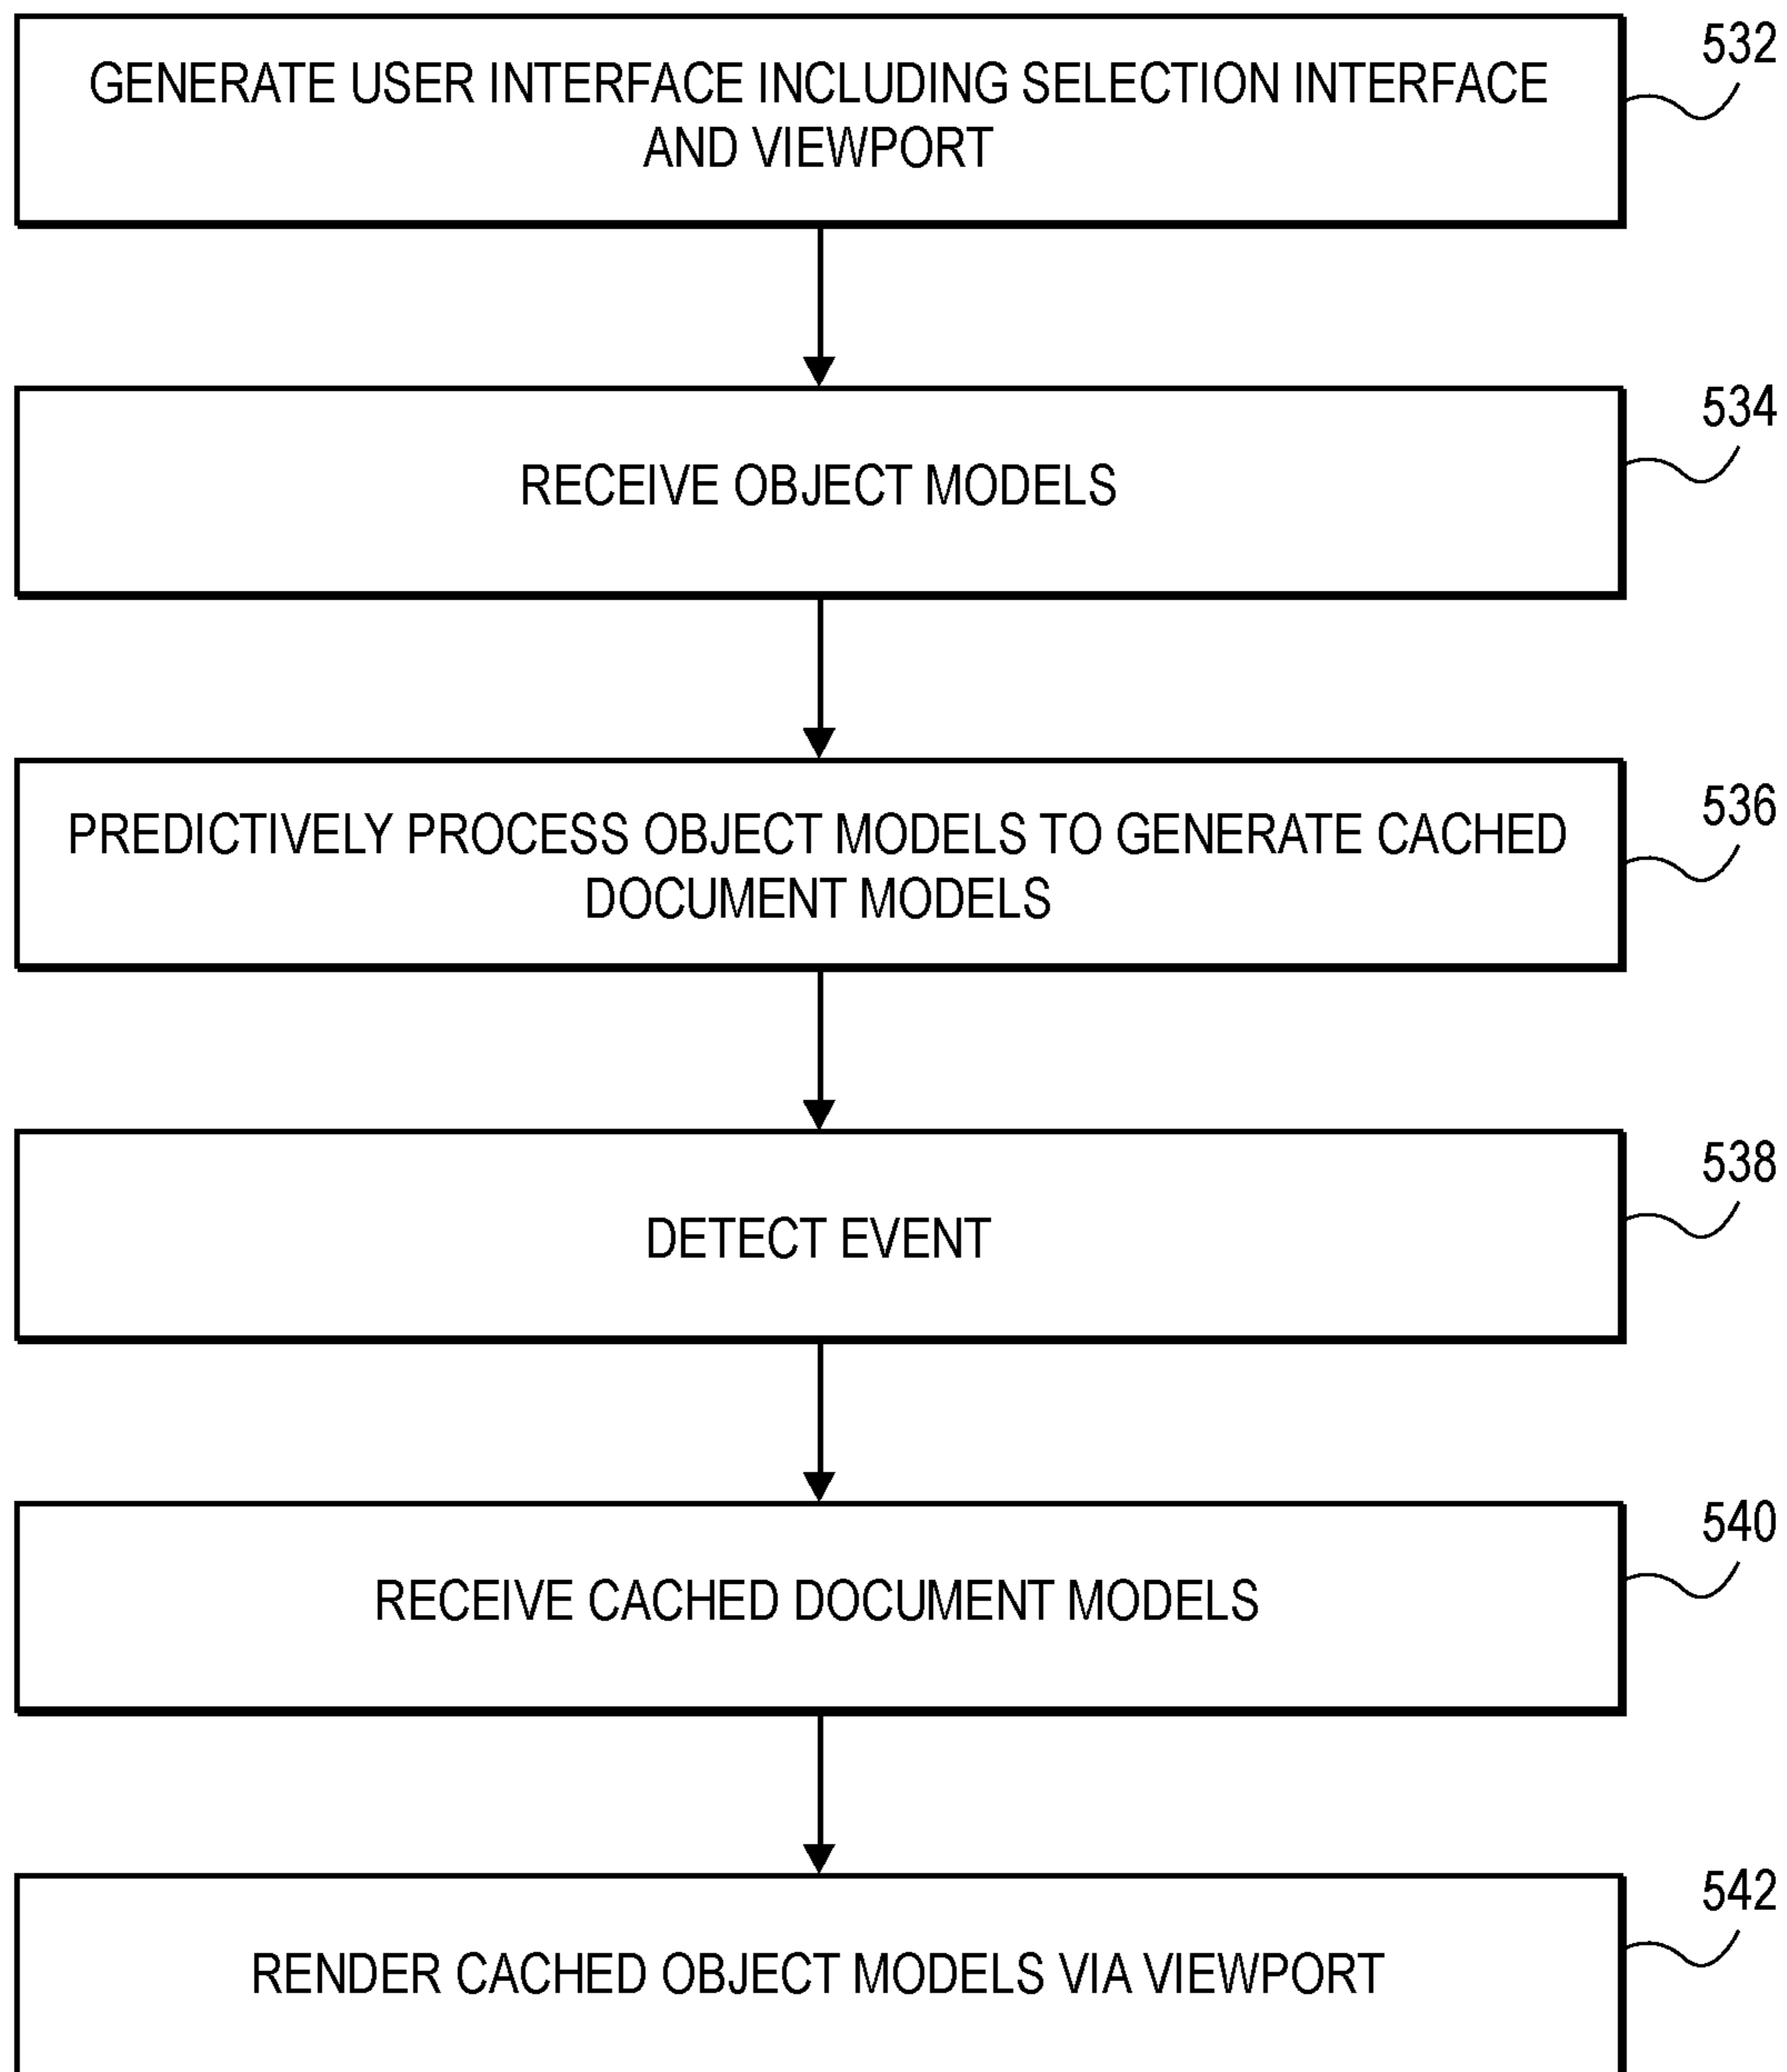 532
GENERATE USER INTERFACE INCLUDING SELECTION INTERFACE
AND VIEWPORT
534
RECEIVE OBJECT MODELS
536
PREDICTIVELY PROCESS OBJECT MODELS TO GENERATE CACHED
DOCUMENT MODELS
538
DETECT EVENT
540
RECEIVE CACHED DOCUMENT MODELS
542
RENDER CACHED OBJECT MODELS VIA VIEWPORT